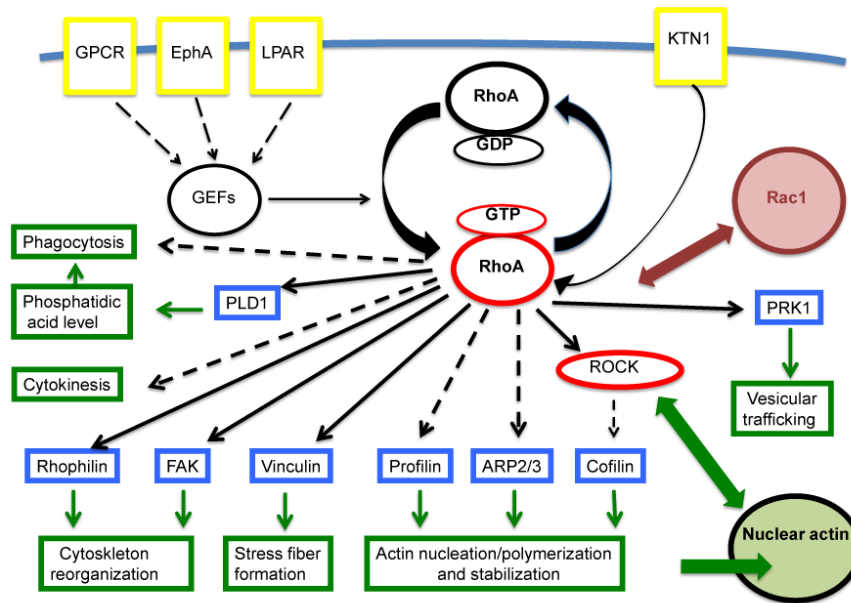 GPCR
EphA
LPAR
KTN1
RhoA
GDP
GEFs
Rac1
GTP
RhoA
Phagocytosis
Phosphatidic
acid level
PLD1
PRK1
Cytokinesis
ROCK
Vesicular
trafficking
Rhophilin
FAK
Vinculin
Profilin
ARP2/3
Cofilin
Cytoskleton
reorganization
Stress fiber
formation
Actin nucleation/polymerization
and stabilization
Nuclear actin